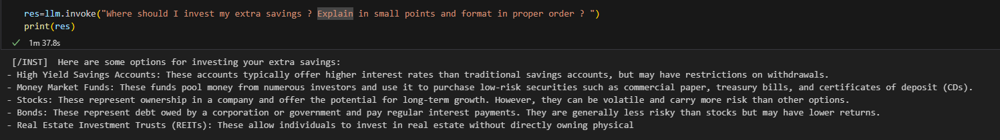 res=llm.invoke("Where should I invest my extra savings ? Explain in small points and format in proper order ? ")
print(res)
✓ 1m 37.8s
[/INST]  Here are some options for investing your extra savings:
- High Yield Savings Accounts: These accounts typically offer higher interest rates than traditional savings accounts, but may have restrictions on withdrawals.
- Money Market Funds: These funds pool money from numerous investors and use it to purchase low-risk securities such as commercial paper, treasury bills, and certificates of deposit (CDs).
- Stocks: These represent ownership in a company and offer the potential for long-term growth. However, they can be volatile and carry more risk than other options.
- Bonds: These represent debt owed by a corporation or government and pay regular interest payments. They are generally less risky than stocks but may have lower returns.
- Real Estate Investment Trusts (REITs): These allow individuals to invest in real estate without directly owning physical